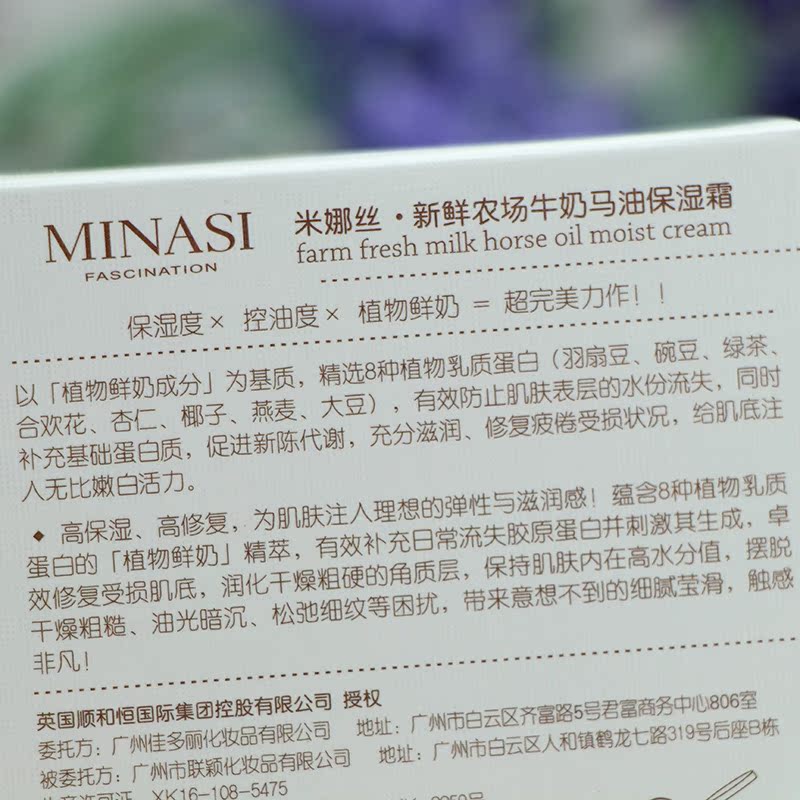 MINASI
FASCINATION
米娜丝·新鲜农场牛奶马油保湿霜
farm fresh milk horse oil moist cream
保湿度× 控油度× 植物鲜奶 = 超完美力作!!
以「植物鲜奶成分」为基质,精选8种植物乳质蛋白(羽扇豆、碗豆、绿茶、
合欢花、杏仁、椰子、燕麦、大豆),有效防止肌肤表层的水份流失,同时
补充基础蛋白质,促进新陈代谢,充分滋润、修复疲倦受损状况,给肌底注
入无比嫩白活力。
◆ 高保湿、高修复,为肌肤注入理想的弹性与滋润感!蕴含8种植物乳质
蛋白的「植物鲜奶」精萃,有效补充日常流失胶原蛋白并刺激其生成,卓
效修复受损肌底,润化干燥粗硬的角质层,保持肌肤内在高水分值,摆脱
干燥粗糙、油光暗沉、松弛细纹等困扰,带来意想不到的细腻莹滑,触感
非凡!
英国顺和恒国际集团控股有限公司 授权
委托方:广州佳多丽化妆品有限公司 地址:广州市白云区齐富路5号君富商务中心806室
被委托方:广州市联颖化妆品有限公司 地址:广州市白云区人和镇鹤龙七路319号后座B栋
生产许可证 XK16-108-5475